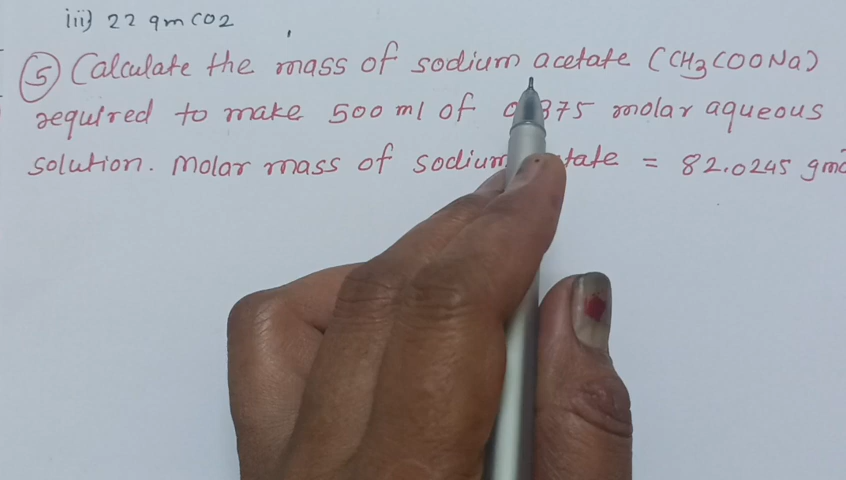 iii) 22 gm CO2
⑤ Calculate the mass of sodium acetate (CH3COONa)
required to make 500 ml of 0.375 molar aqueous
solution. Molar mass of sodium = 82.0245